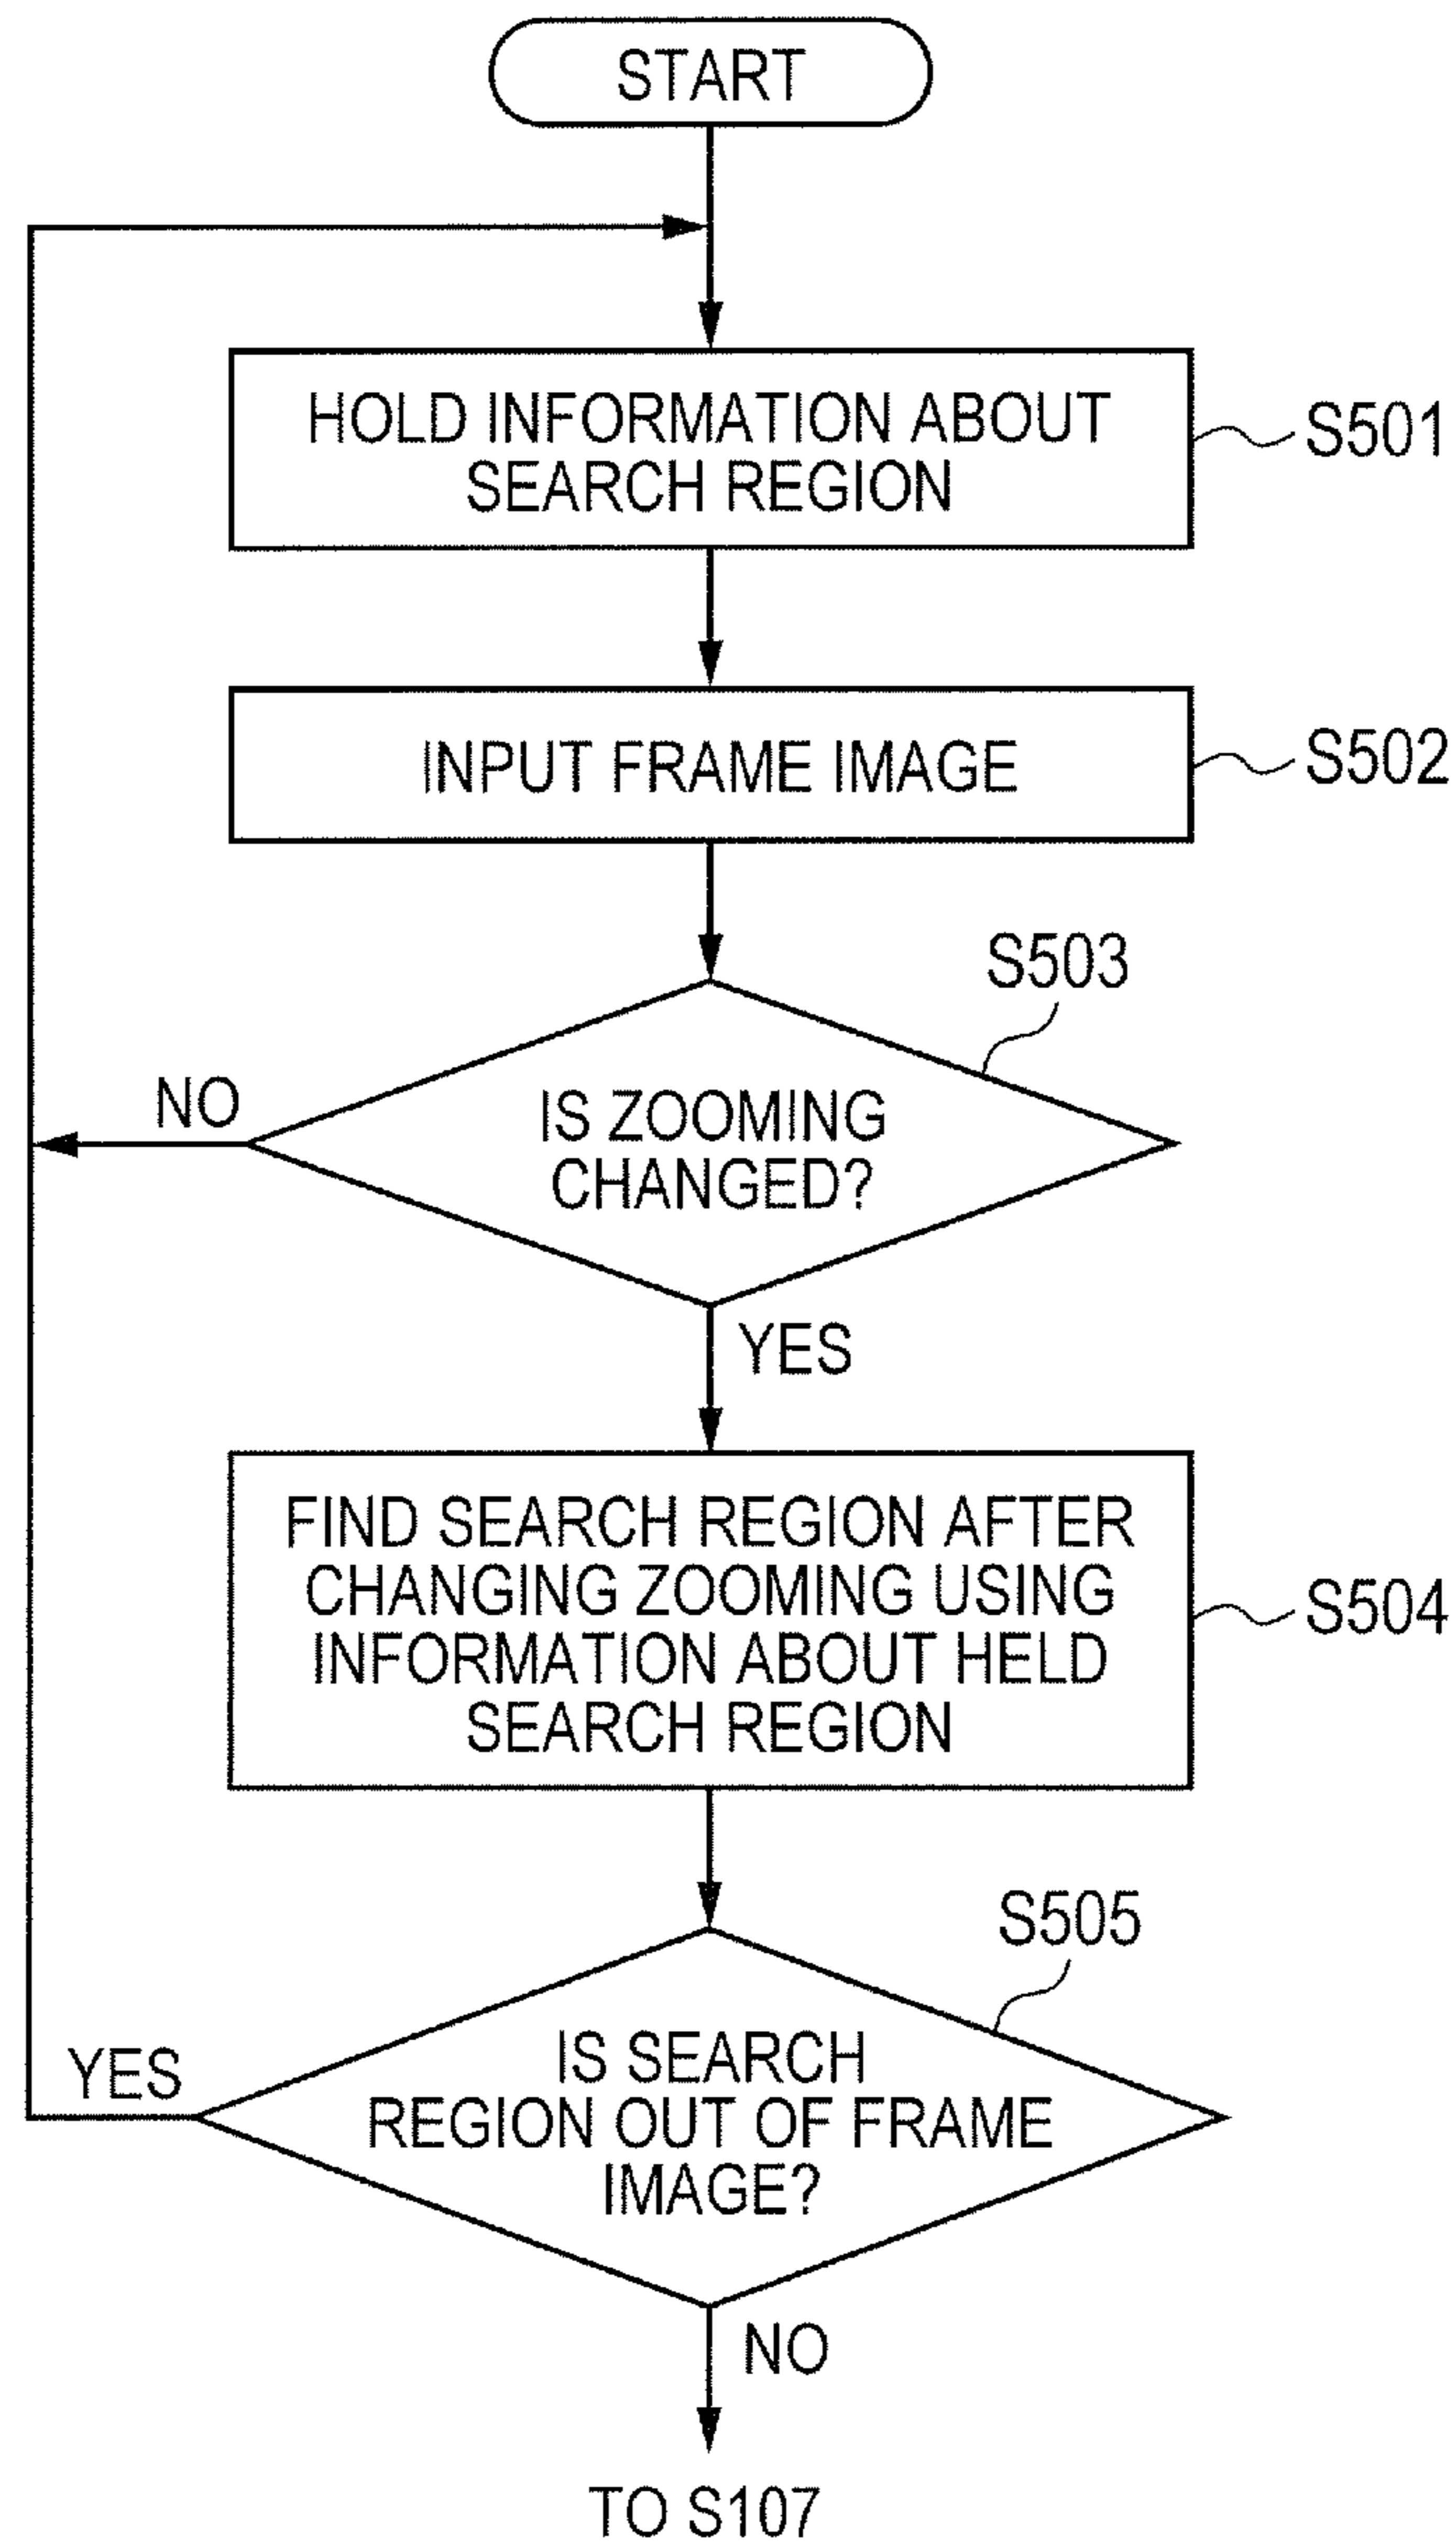 START
HOLD INFORMATION ABOUT
SEARCH REGION
S501
INPUT FRAME IMAGE
S502
S503
IS ZOOMING
CHANGED?
NO
YES
FIND SEARCH REGION AFTER
CHANGING ZOOMING USING
INFORMATION ABOUT HELD
SEARCH REGION
S504
S505
IS SEARCH
REGION OUT OF FRAME
IMAGE?
YES
NO
TO S107